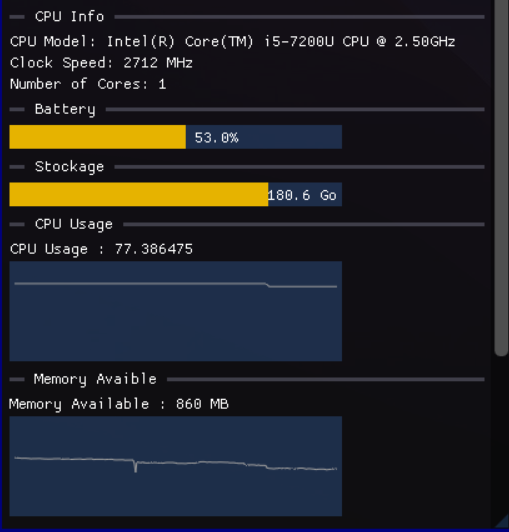 CPU Info
CPU Model: Intel(R) Core(TM) i5-7200U CPU @ 2.50GHz
Clock Speed: 2712 MHz
Number of Cores: 1
Battery
53.0%
Stockage
180.6 Go
CPU Usage
CPU Usage : 77.386475
Memory Avaible
Memory Available : 860 MB